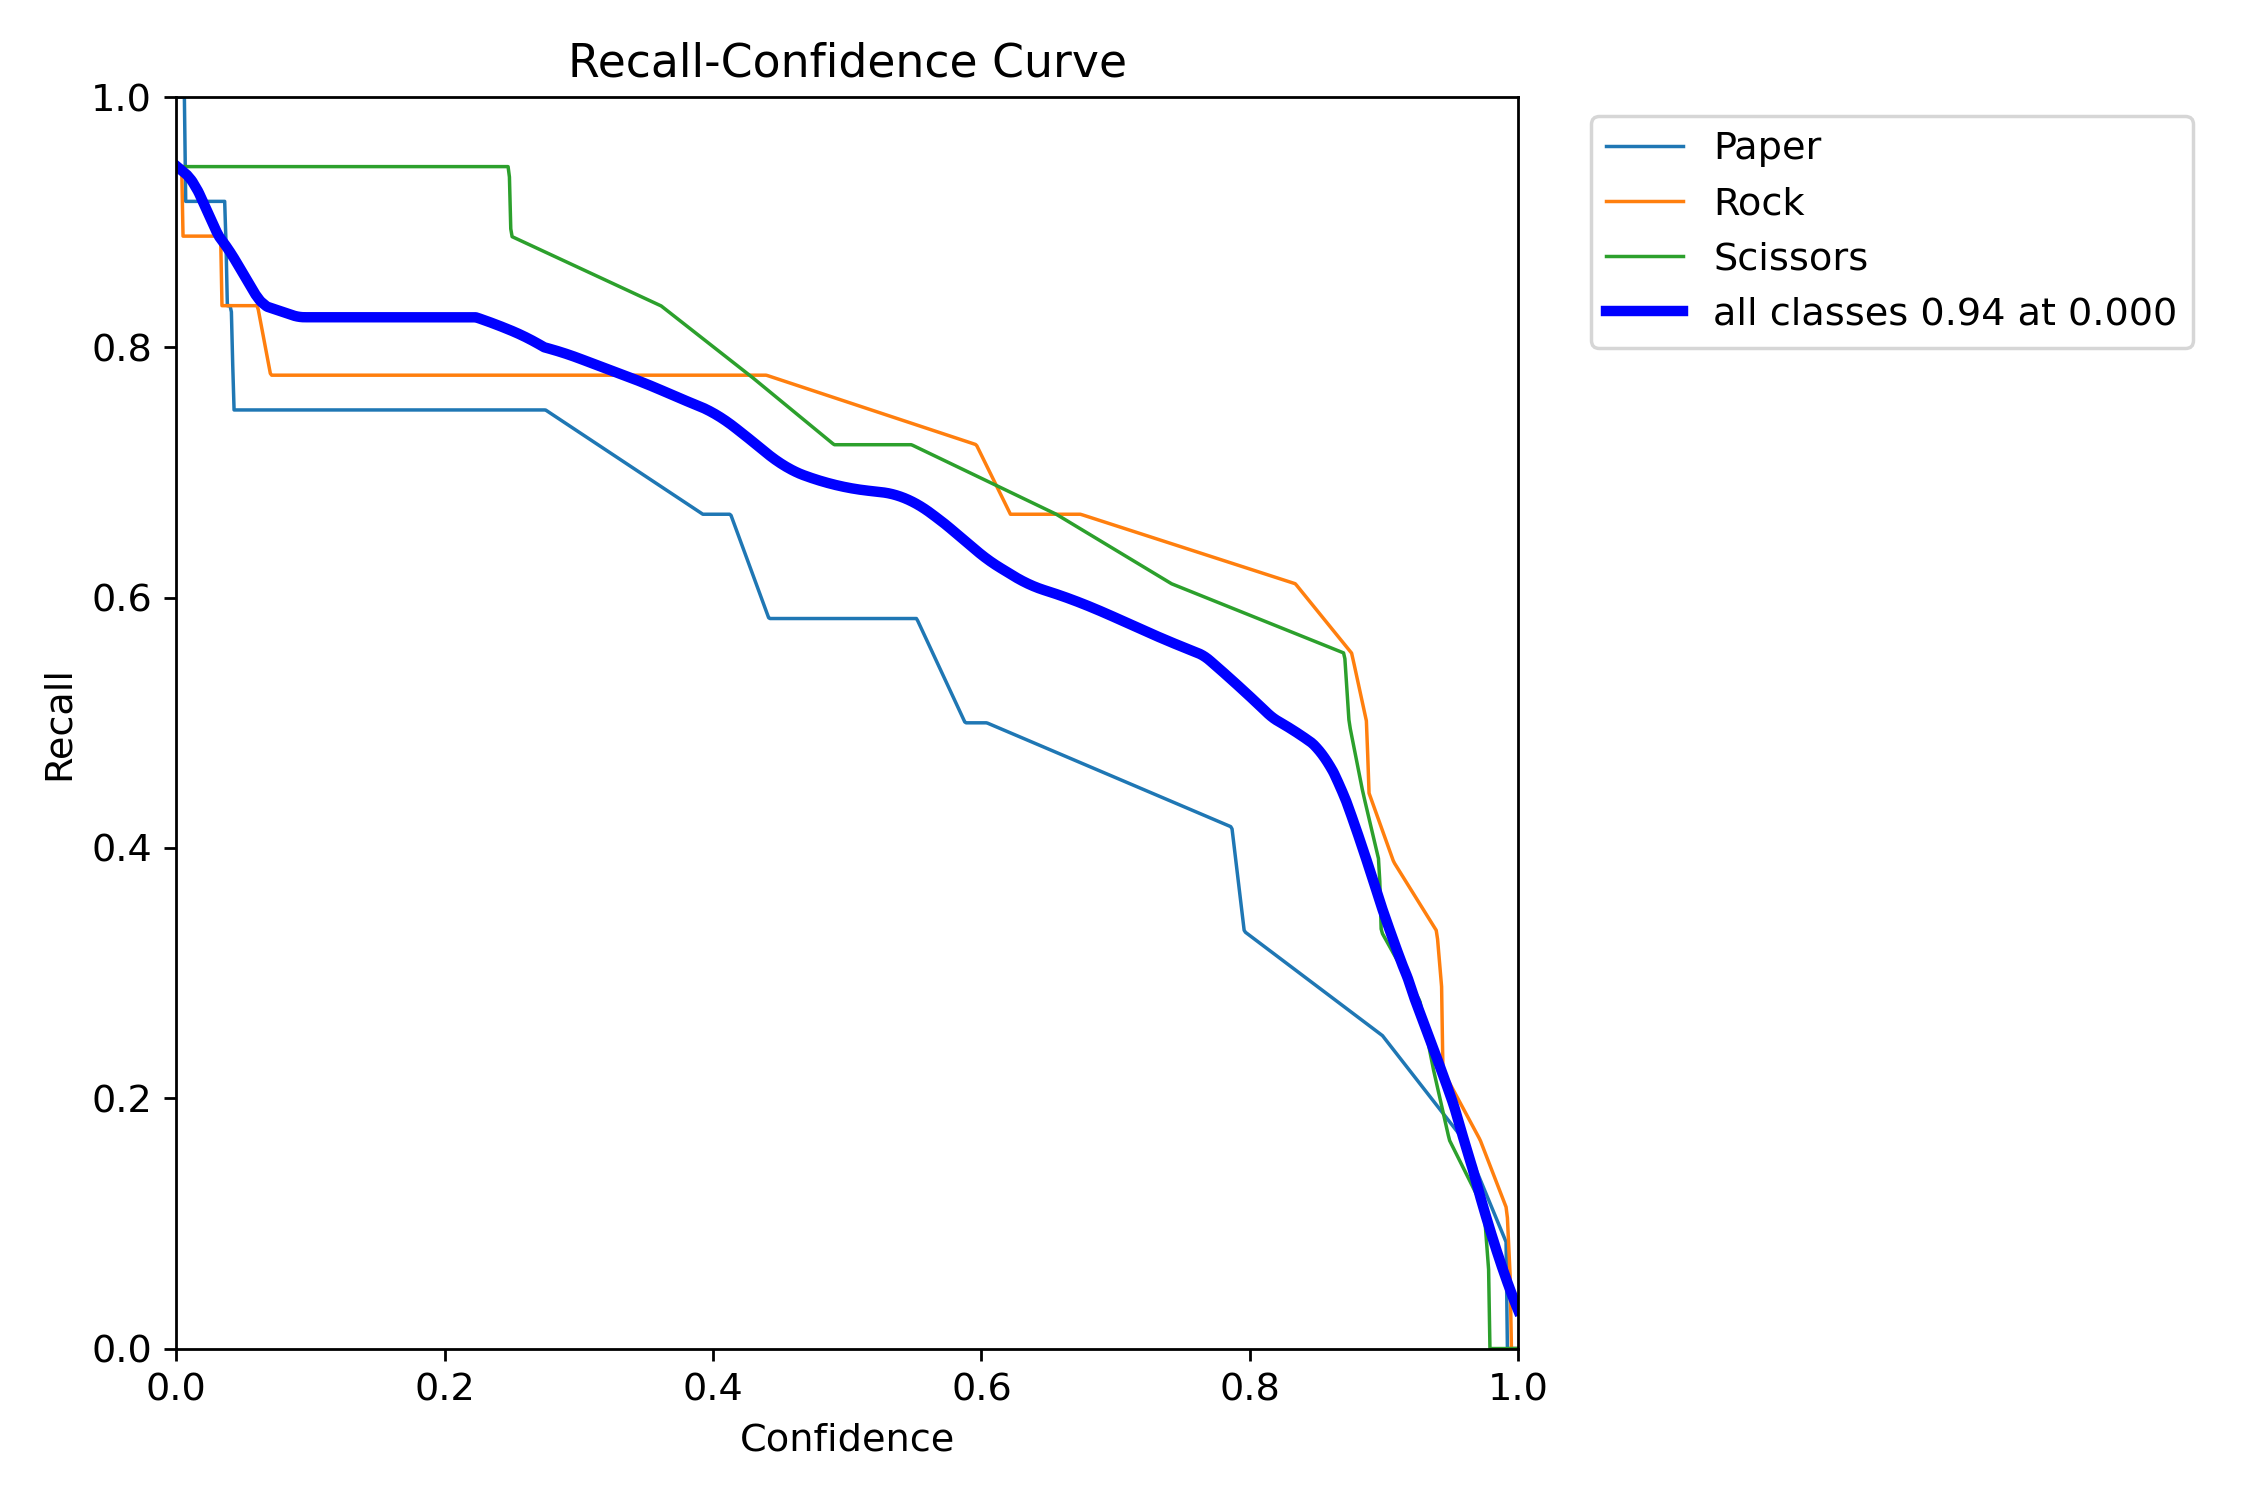 Recall-Confidence Curve
1.0
0.8
0.6
0.4
0.2
0.0
Recall
0.0 0.2 0.4 0.6 0.8 1.0
Confidence
Paper
Rock
Scissors
all classes 0.94 at 0.000